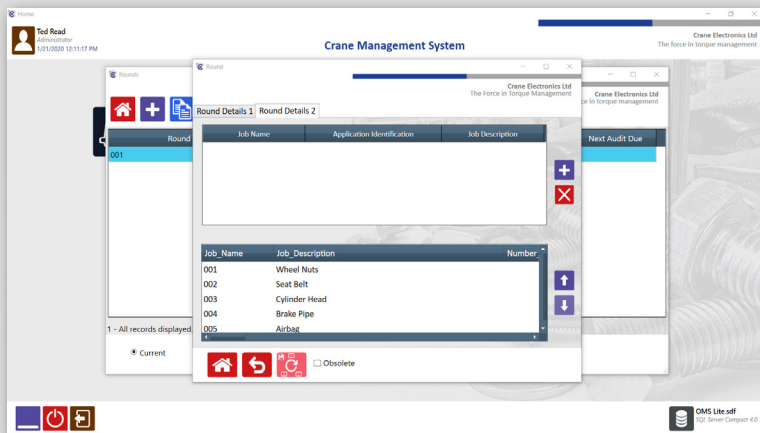 Home
Ted Read
Administrator
1/21/2020 12:11:17 PM
Crane Management System
Crane Electronics Ltd
The force in torque management
Rounds
Crane Electronics Ltd
ce in torque management
Round
Next Audit Due
001
1 - All records displayed.
Current
Round
Crane Electronics Ltd
The Force in Torque Management
Round Details 1 Round Details 2
Job Name Application Identification Job Description
Job_Name Job_Description Number_
001 Wheel Nuts
002 Seat Belt
003 Cylinder Head
004 Brake Pipe
005 Airbag
Obsolete
OMS Lite.sdf
SQL Server Compact 4.0